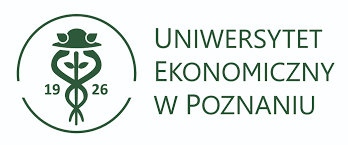 19 26
UNIWERSYTET
EKONOMICZNY
W POZNANIU